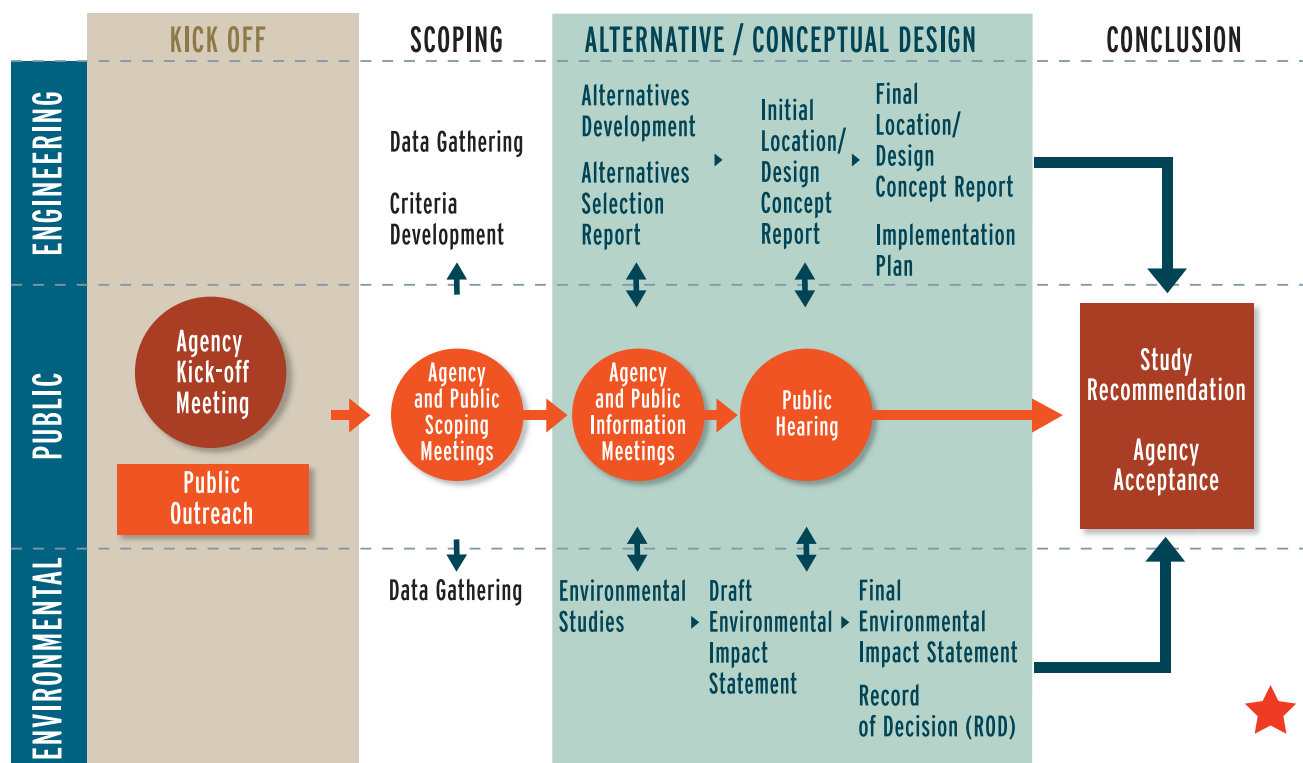 KICK OFF
SCOPING
ALTERNATIVE / CONCEPTUAL DESIGN
CONCLUSION
ENGINEERING
Data Gathering
Criteria
Development
Alternatives
Development
Alternatives
Selection
Report
Initial
Location/
Design
Concept
Report
Final
Location/
Design
Concept Report
Implementation
Plan
PUBLIC
Agency
Kick-off
Meeting
Public
Outreach
Agency
and Public
Scoping
Meetings
Agency
and Public
Information
Meetings
Public
Hearing
Study
Recommendation
Agency
Acceptance
ENVIRONMENTAL
Data Gathering
Environmental
Studies
Draft
Environmental
Impact
Statement
Final
Environmental
Impact Statement
Record
of Decision (ROD)